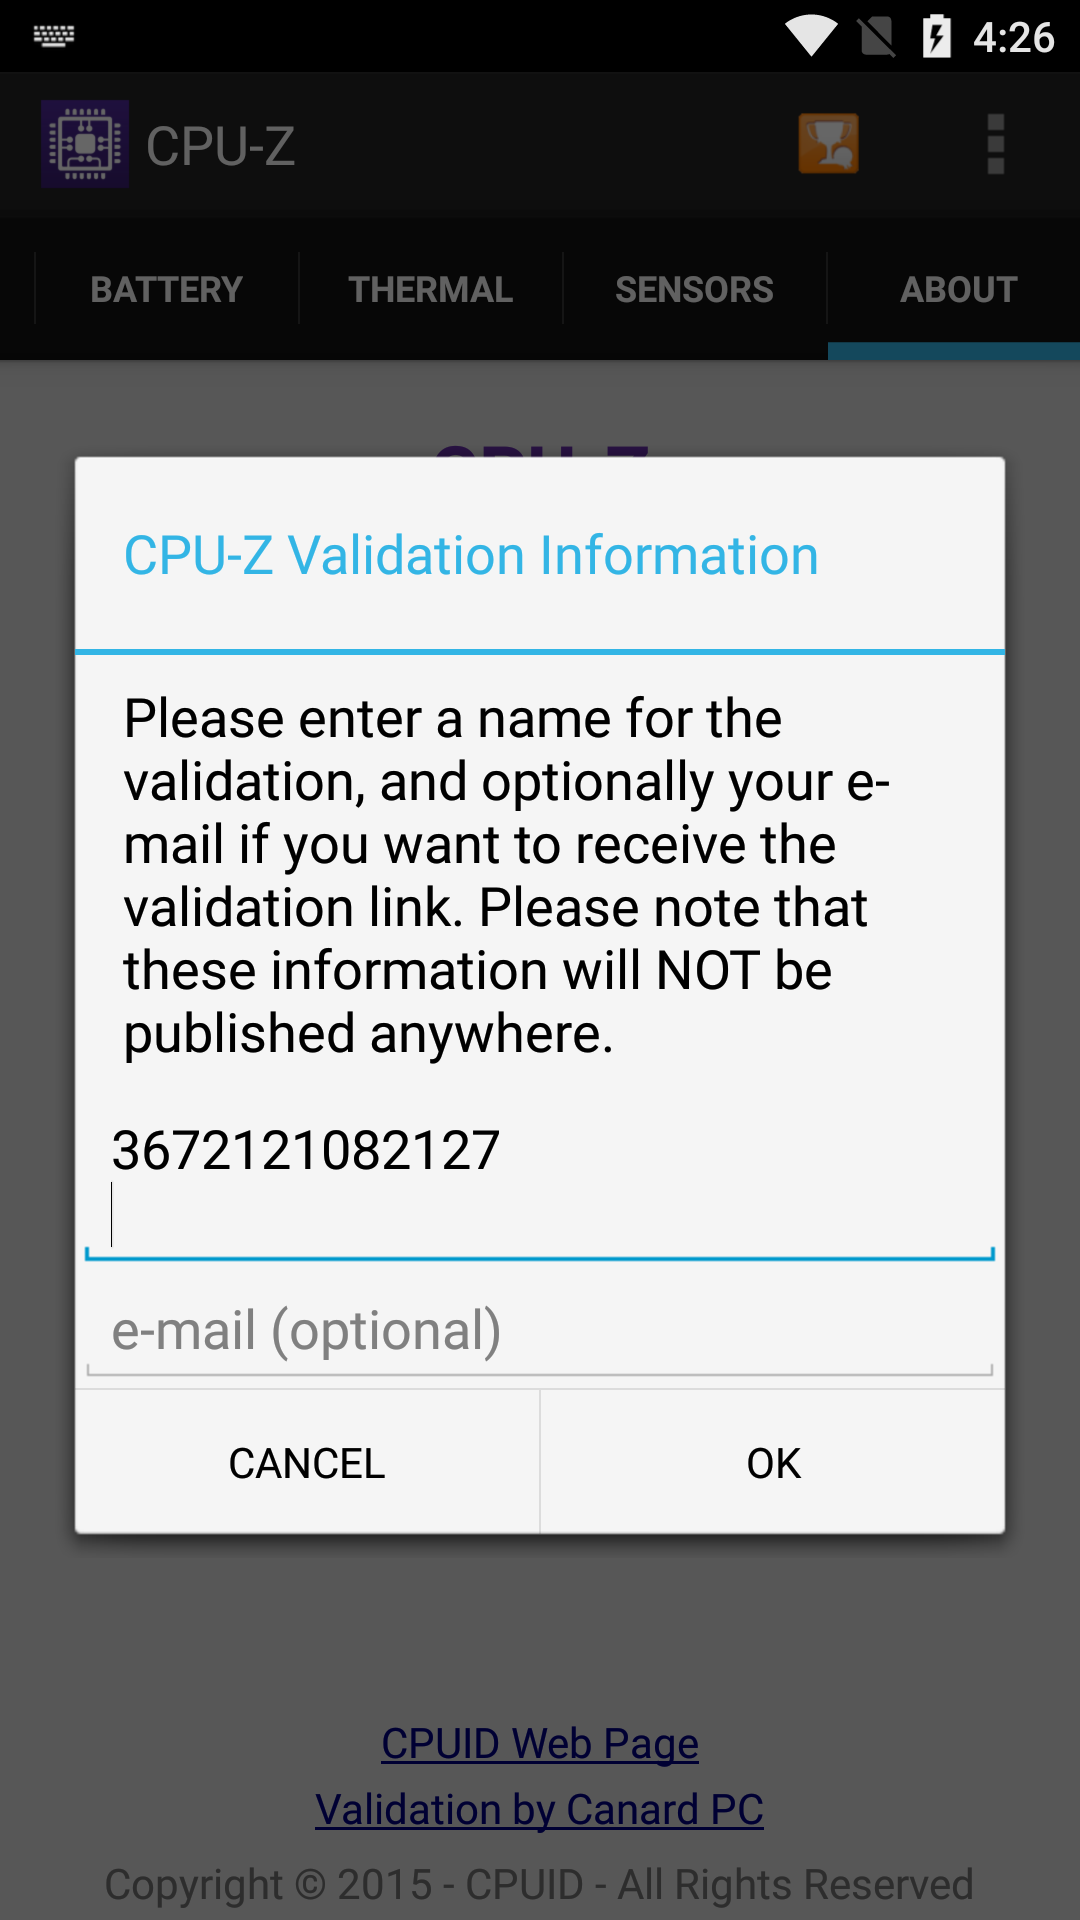 4:26
CPU-Z
BATTERY THERMAL SENSORS ABOUT
CPU-Z
CPU-Z Validation Information
Please enter a name for the
validation, and optionally your e-
mail if you want to receive the
validation link. Please note that
these information will NOT be
published anywhere.
3672121082127
e-mail (optional)
CANCEL OK
CPUID Web Page
Validation by Canard PC
Copyright © 2015 - CPUID - All Rights Reserved